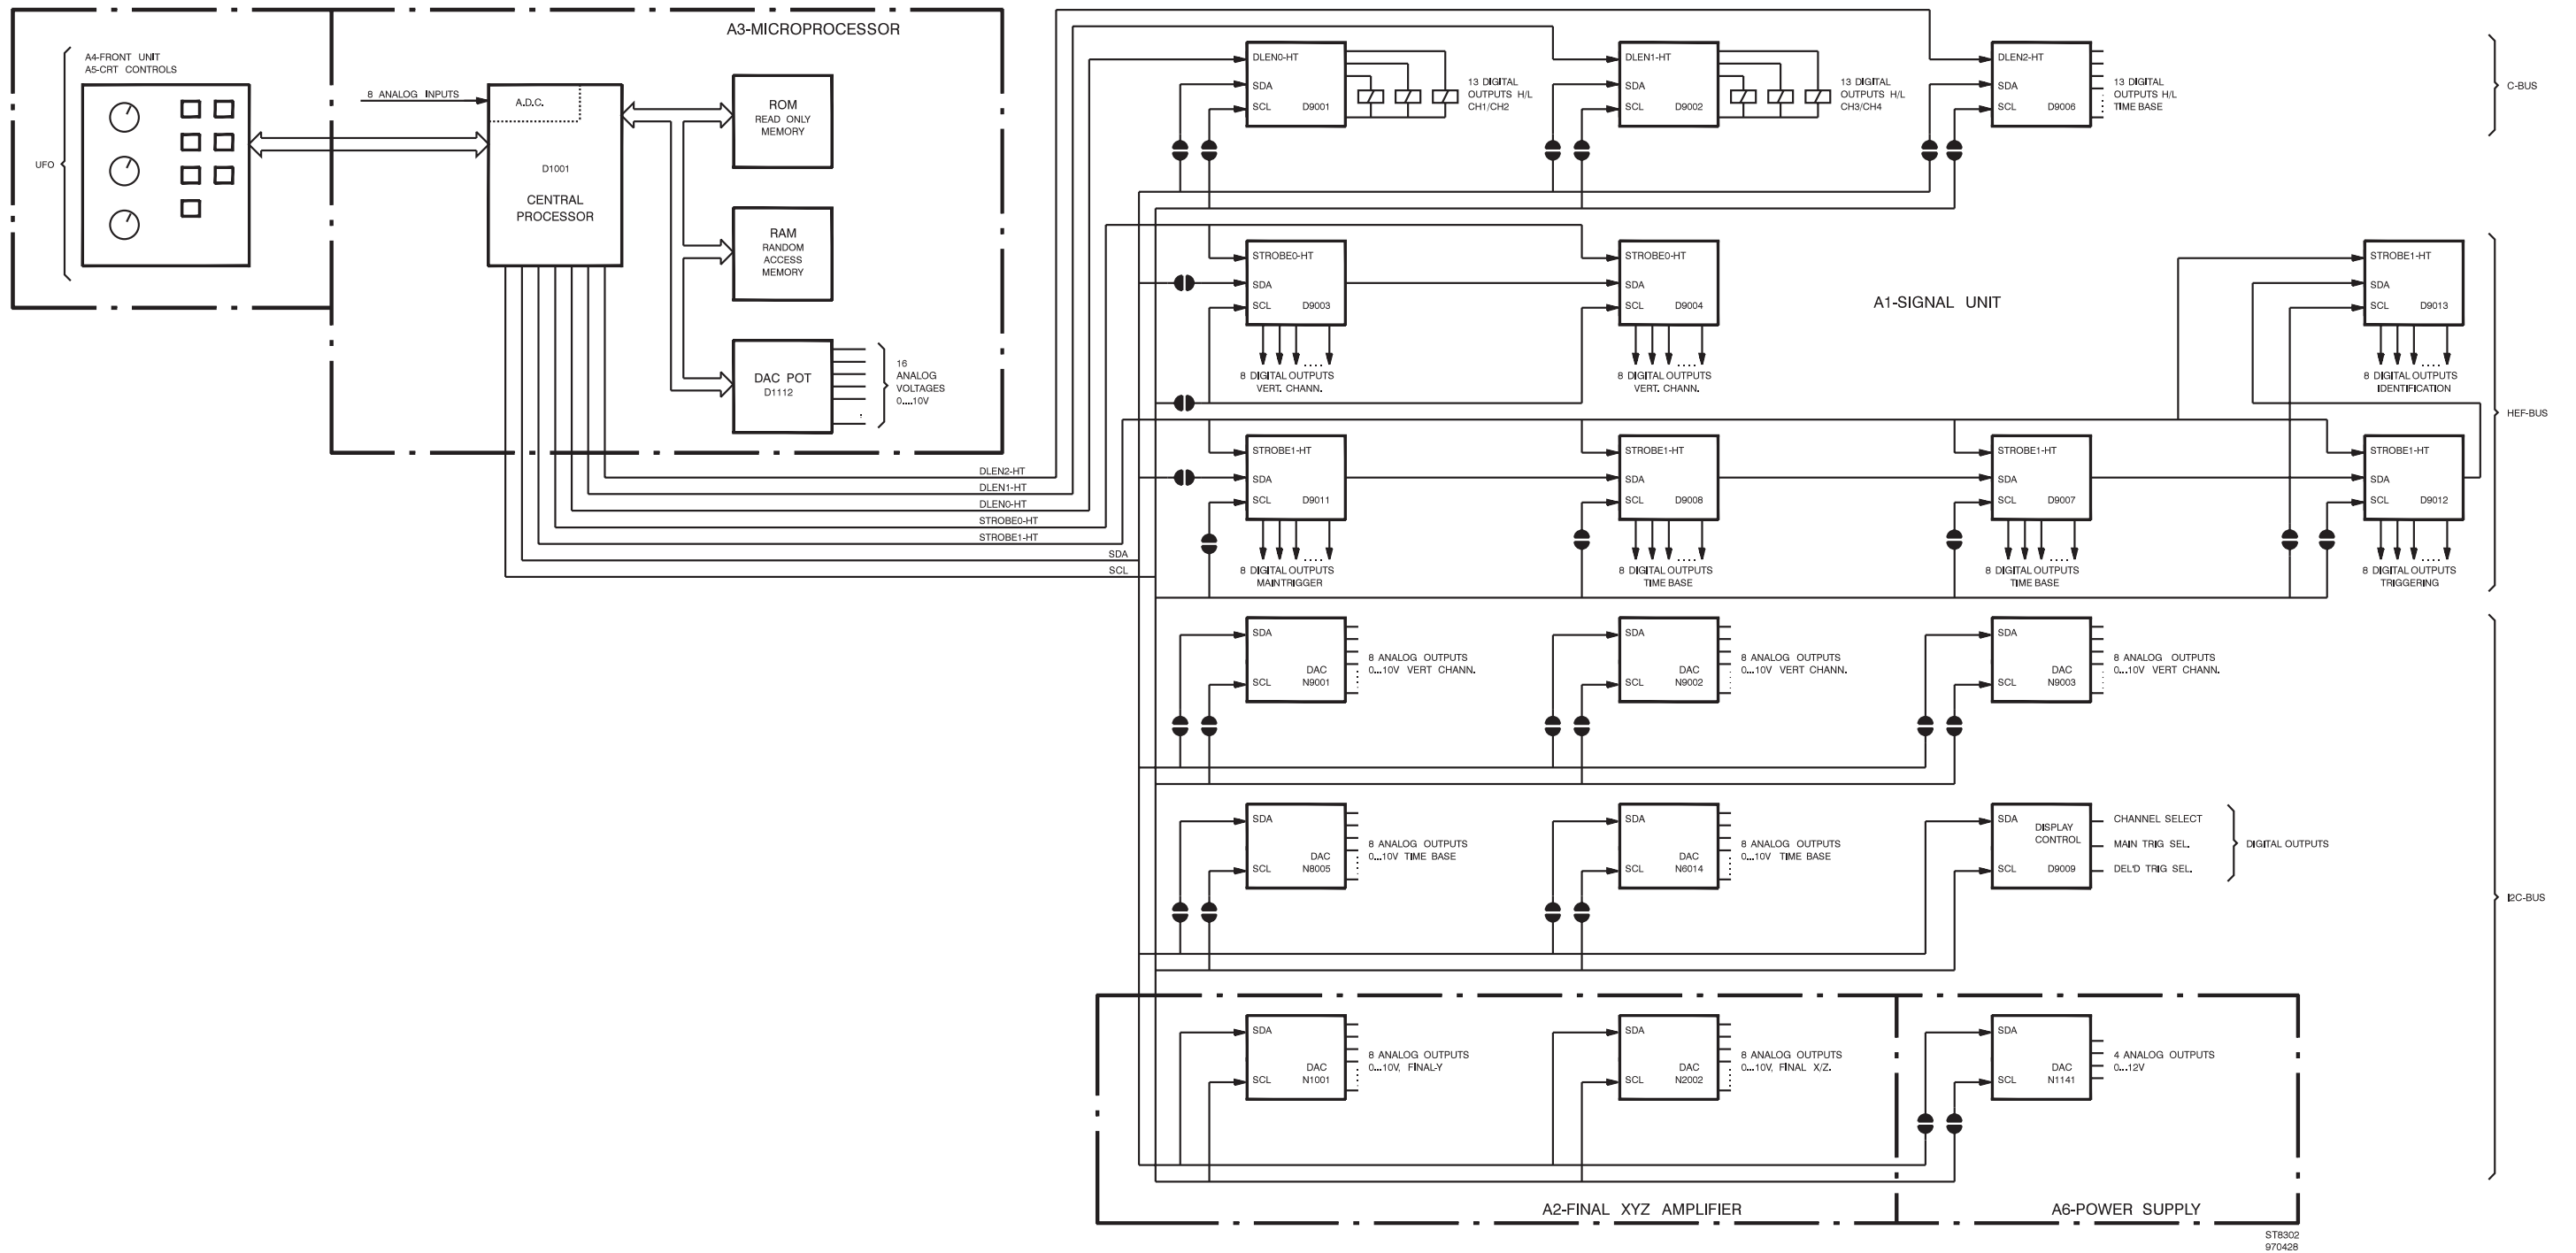 A4-FRONT UNIT
A5-CRT CONTROLS
UFO
A3-MICROPROCESSOR
8 ANALOG INPUTS
A.D.C.
D1001
CENTRAL
PROCESSOR
ROM
READ ONLY
MEMORY
RAM
RANDOM
ACCESS
MEMORY
DAC POT
D1112
16
ANALOG
VOLTAGES
0....10V
DLEN2-HT
DLEN1-HT
DLEN0-HT
STROBE0-HT
STROBE1-HT
SDA
SCL
DLEN0-HT
SDA
SCL D9001
13 DIGITAL
OUTPUTS H/L
CH1/CH2
DLEN1-HT
SDA
SCL D9002
13 DIGITAL
OUTPUTS H/L
CH3/CH4
DLEN2-HT
SDA
SCL D9006
13 DIGITAL
OUTPUTS H/L
TIME BASE
C-BUS
STROBE0-HT
SDA
SCL D9003
8 DIGITAL OUTPUTS
VERT. CHANN.
STROBE0-HT
SDA
SCL D9004
8 DIGITAL OUTPUTS
VERT. CHANN.
A1-SIGNAL UNIT
STROBE1-HT
SDA
SCL D9013
8 DIGITAL OUTPUTS
IDENTIFICATION
HEF-BUS
STROBE1-HT
SDA
SCL D9011
8 DIGITAL OUTPUTS
MAINTRIGGER
STROBE1-HT
SDA
SCL D9008
8 DIGITAL OUTPUTS
TIME BASE
STROBE1-HT
SDA
SCL D9007
8 DIGITAL OUTPUTS
TIME BASE
STROBE1-HT
SDA
SCL D9012
8 DIGITAL OUTPUTS
TRIGGERING
SDA
DAC
SCL N9001
8 ANALOG OUTPUTS
0...10V VERT CHANN.
SDA
DAC
SCL N9002
8 ANALOG OUTPUTS
0...10V VERT CHANN.
SDA
DAC
SCL N9003
8 ANALOG OUTPUTS
0...10V VERT CHANN.
SDA
DAC
SCL N8005
8 ANALOG OUTPUTS
0...10V TIME BASE
SDA
DAC
SCL N6014
8 ANALOG OUTPUTS
0...10V TIME BASE
SDA
DISPLAY
CONTROL
SCL D9009
CHANNEL SELECT
MAIN TRIG SEL.
DEL'D TRIG SEL.
DIGITAL OUTPUTS
I2C-BUS
SDA
DAC
SCL N1001
8 ANALOG OUTPUTS
0...10V, FINAL-Y
SDA
DAC
SCL N2002
8 ANALOG OUTPUTS
0...10V, FINAL X/Z.
SDA
DAC
SCL N1141
4 ANALOG OUTPUTS
0...12V
A2-FINAL XYZ AMPLIFIER
A6-POWER SUPPLY
ST8302
970428